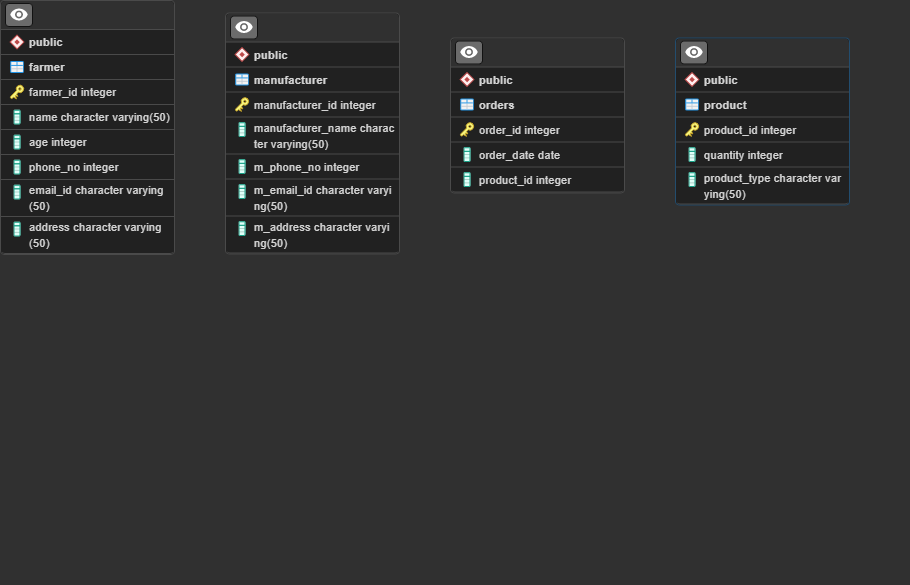 public
farmer
farmer_id integer
name character varying(50)
age integer
phone_no integer
email_id character varying
(50)
address character varying
(50)
public
manufacturer
manufacturer_id integer
manufacturer_name charac
ter varying(50)
m_phone_no integer
m_email_id character varyi
ng(50)
m_address character varyi
ng(50)
public
orders
order_id integer
order_date date
product_id integer
public
product
product_id integer
quantity integer
product_type character var
ying(50)